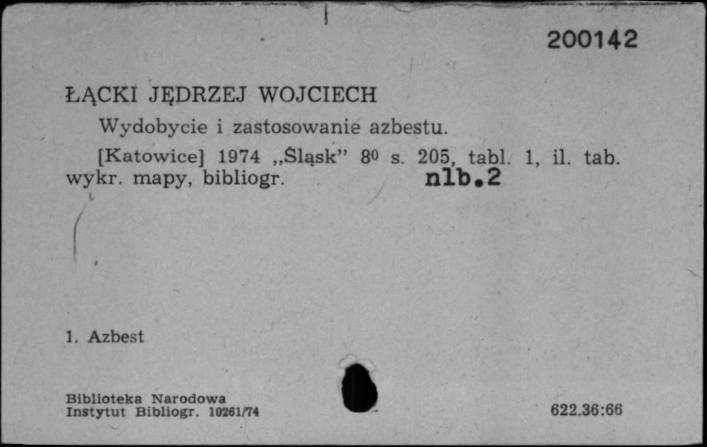 200142
ŁĄCKI JĘDRZEJ WOJCIECH
Wydobycie i zastosowanie azbestu.
[Katowice] 1974 „Śląsk” 8⁰ s. 205, tabl. 1, il. tab.
wykr. mapy, bibliogr. nlb.2
1. Azbest
Biblioteka Narodowa
Instytut Bibliogr. 10261/74
622.36:66